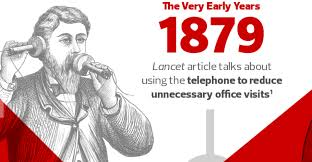 The Very Early Years
1879
Lancet article talks about
using the telephone to reduce
unnecessary office visits¹